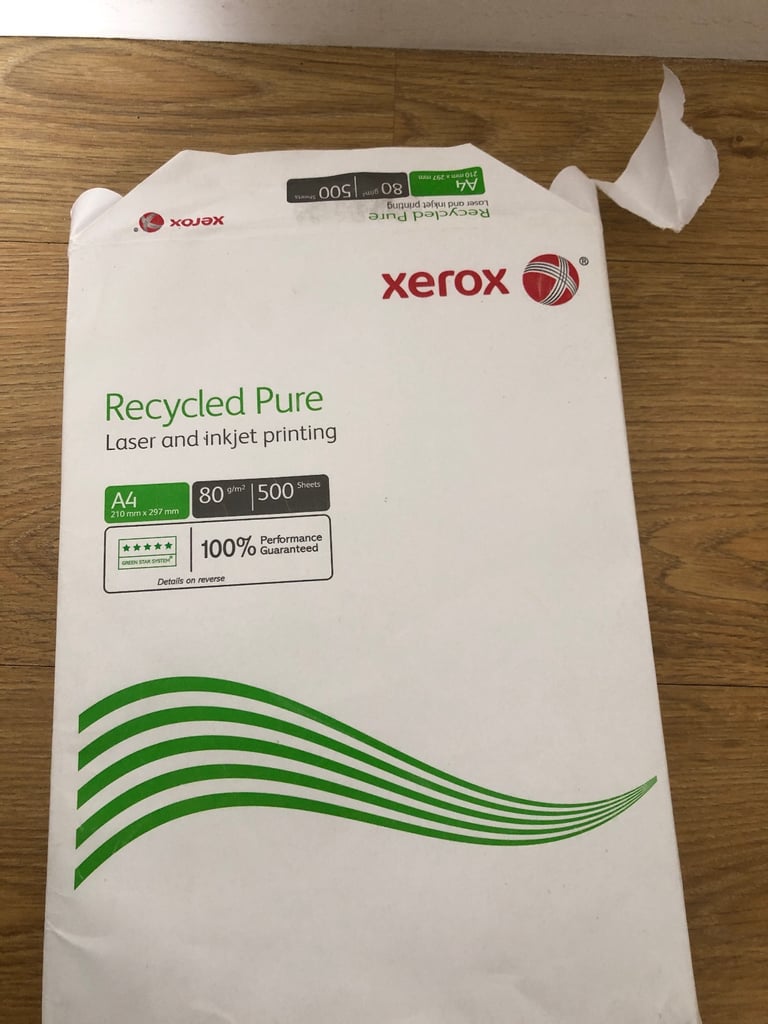 A4
210 mm x 297 mm
80 g/m² 500 Sheets
Recycled Pure
Laser and inkjet printing
xerox ®
xerox ®
Recycled Pure
Laser and inkjet printing
A4
210 mm x 297 mm
80 g/m² 500 Sheets
GREEN STAR SYSTEM
100% Performance
Guaranteed
Details on reverse